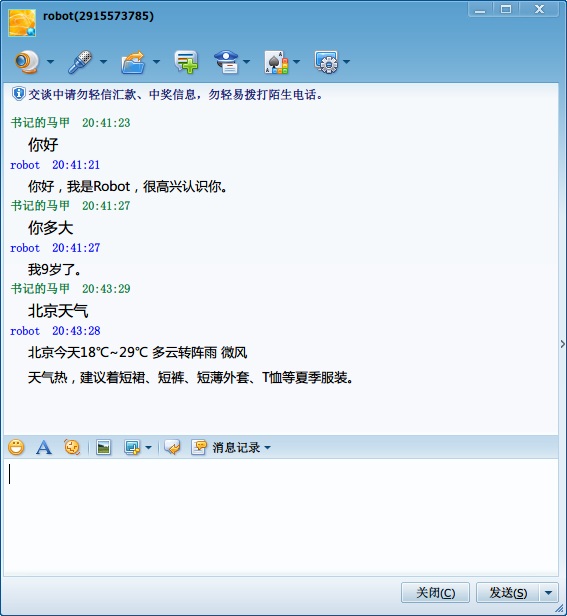 robot(2915573785)
交谈中请勿轻信汇款、中奖信息，勿轻易拨打陌生电话。
书记的马甲 20:41:23
你好
robot 20:41:21
你好，我是Robot，很高兴认识你。
书记的马甲 20:41:27
你多大
robot 20:41:27
我9岁了。
书记的马甲 20:43:29
北京天气
robot 20:43:28
北京今天18℃~29℃ 多云转阵雨 微风
天气热，建议着短裙、短裤、短薄外套、T恤等夏季服装。
消息记录
关闭(C) 发送(S)